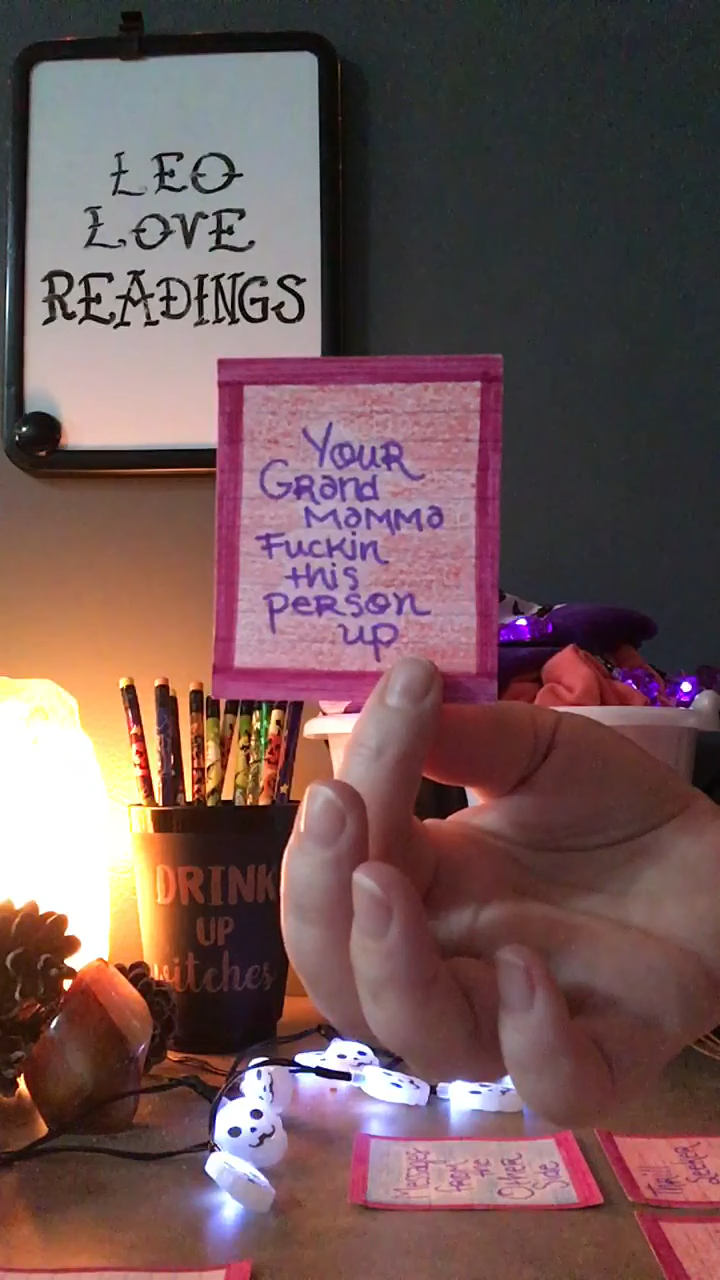 LEO
LOVE
READINGS
Your
Grand
mamma
Fuckin
this
person
up
DRINK
UP
witches
Messages
from
the
Other
Side
Thrill
Seeker